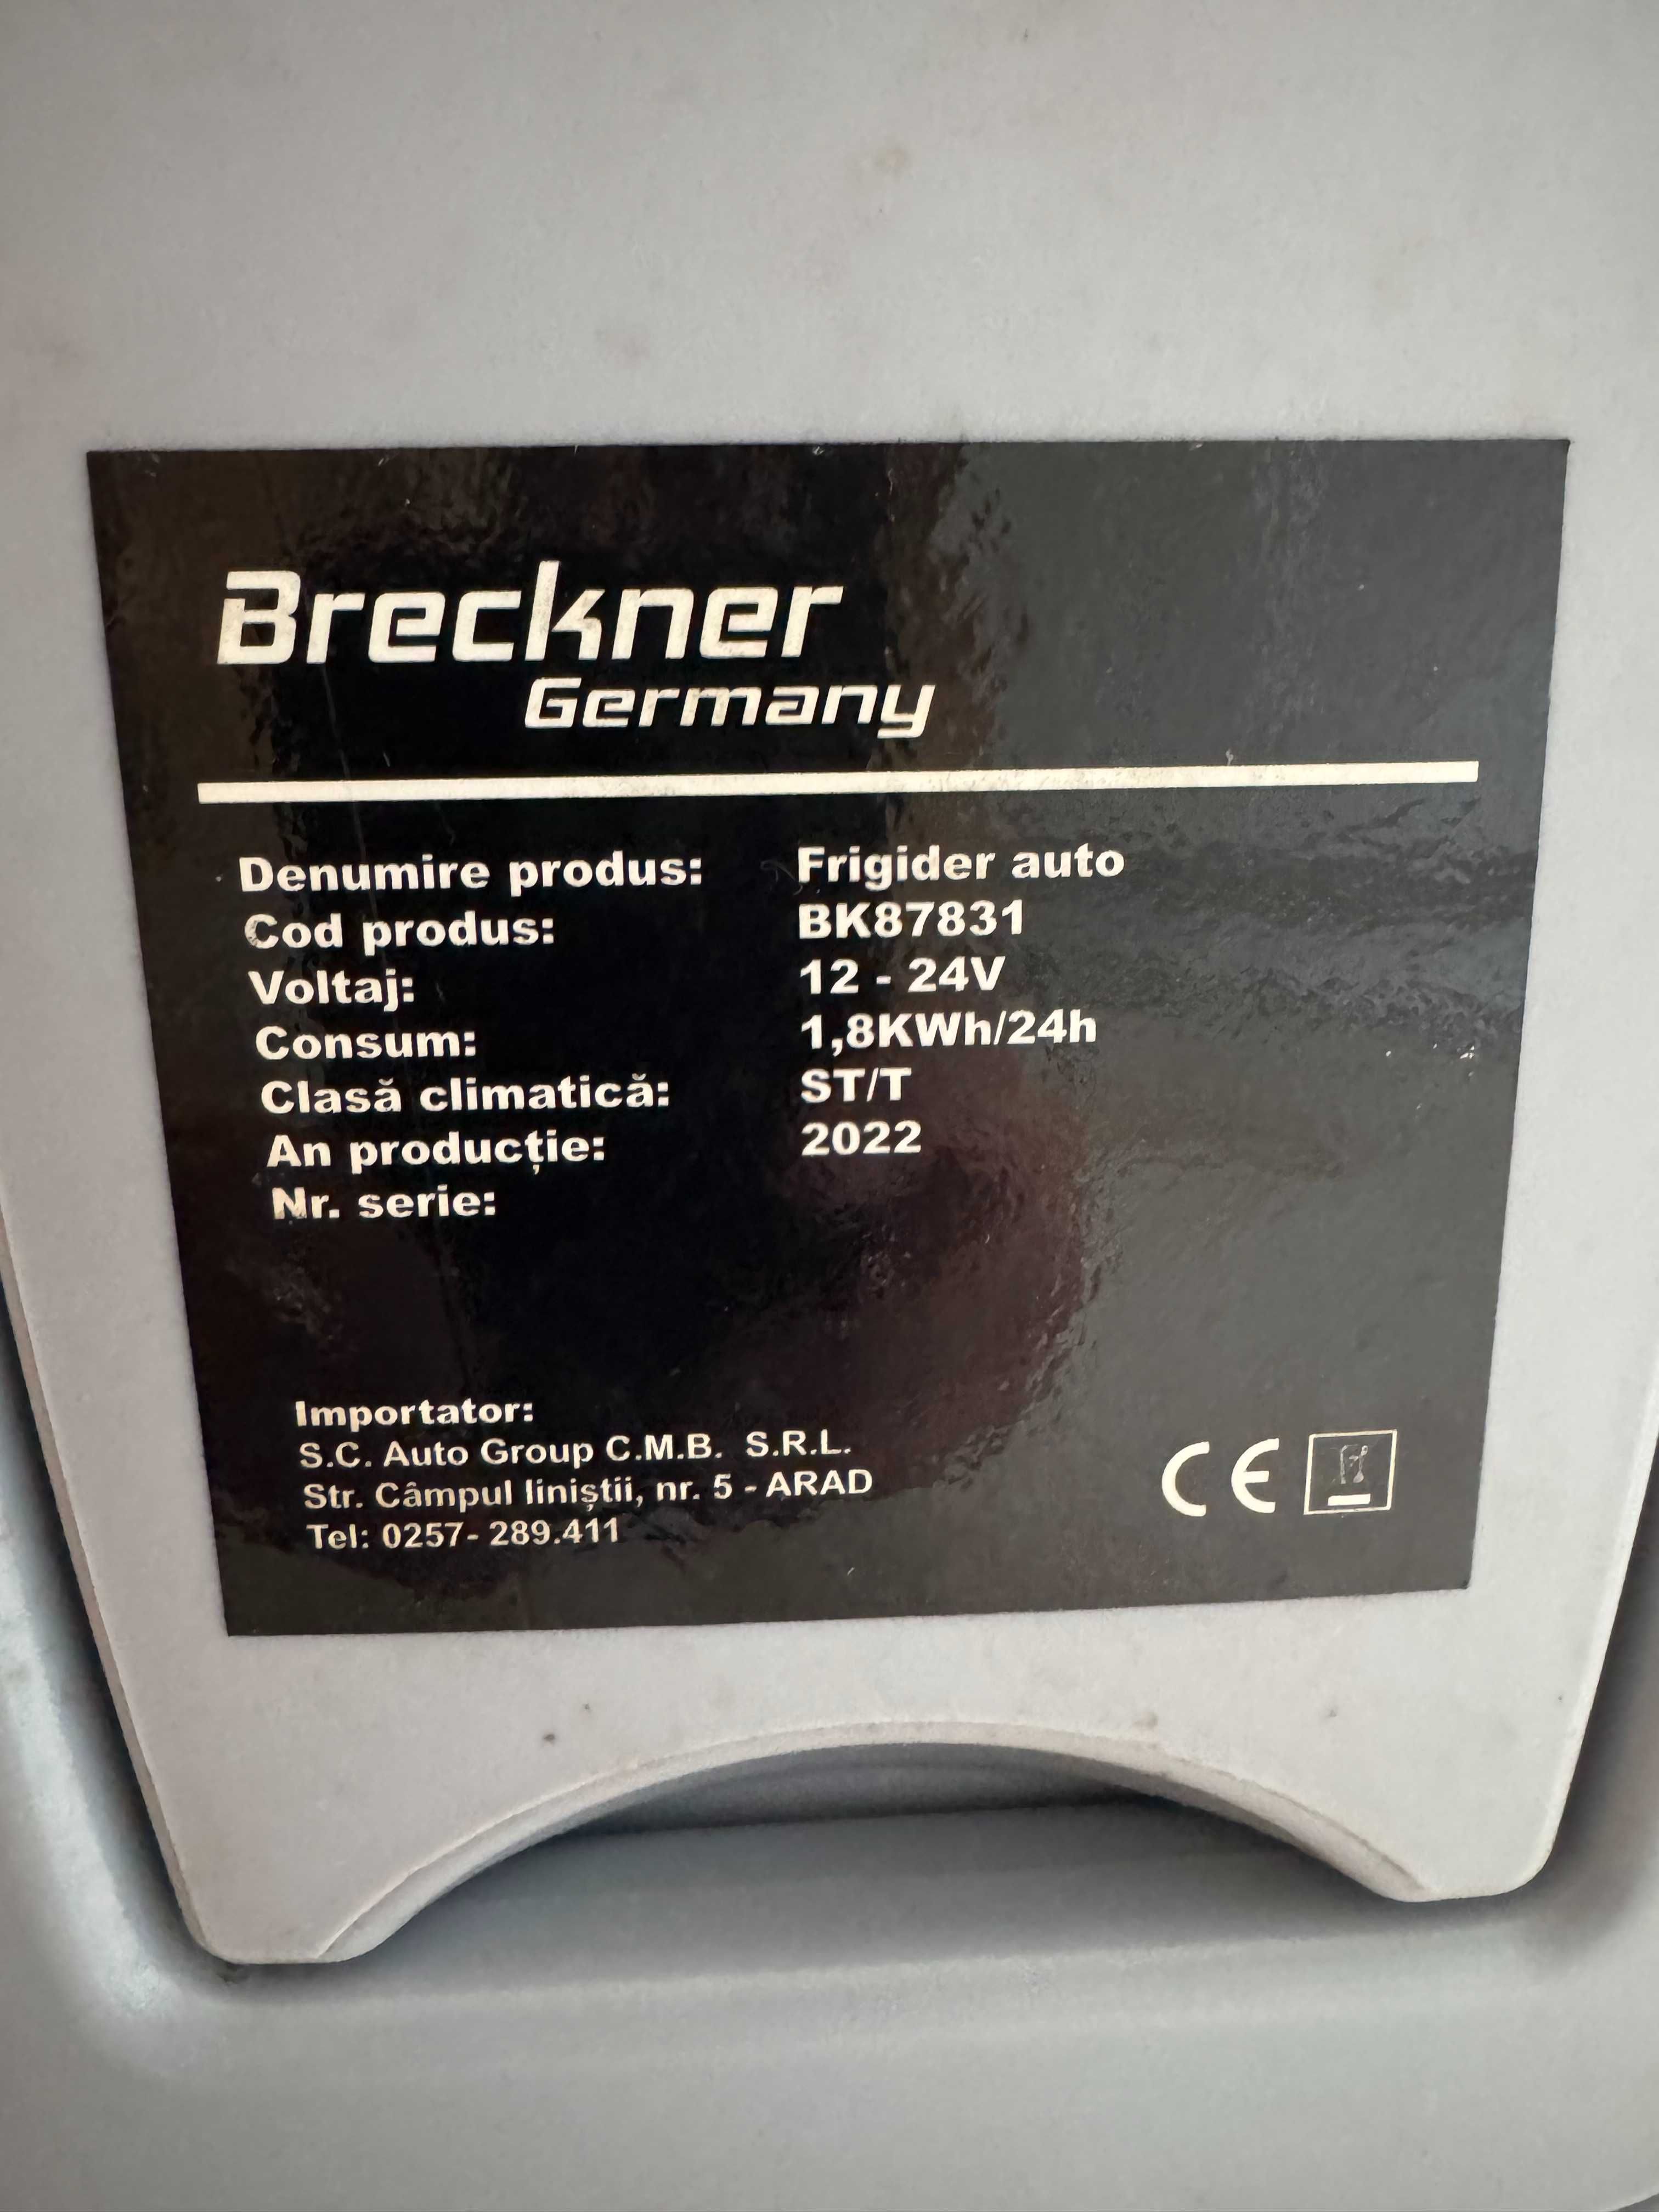 Breckner
Germany
Denumire produs: Frigider auto
Cod produs: BK87831
Voltaj: 12 - 24V
Consum: 1,8KWh/24h
Clasă climatică: ST/T
An producție: 2022
Nr. serie:
Importator:
S.C. Auto Group C.M.B. S.R.L.
Str. Câmpul liniștii, nr. 5 - ARAD
Tel: 0257- 289.411
CE